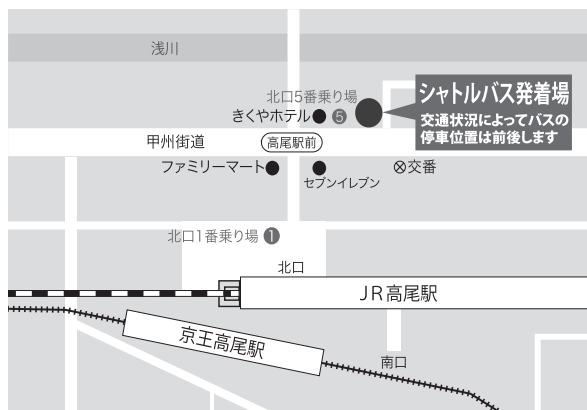 浅川
北口5番乗り場
きくやホテル
5
シャトルバス発着場
交通状況によってバスの
停車位置は前後します
甲州街道
高尾駅前
ファミリーマート
セブンイレブン
交番
北口1番乗り場
1
北口
JR高尾駅
京王高尾駅
南口